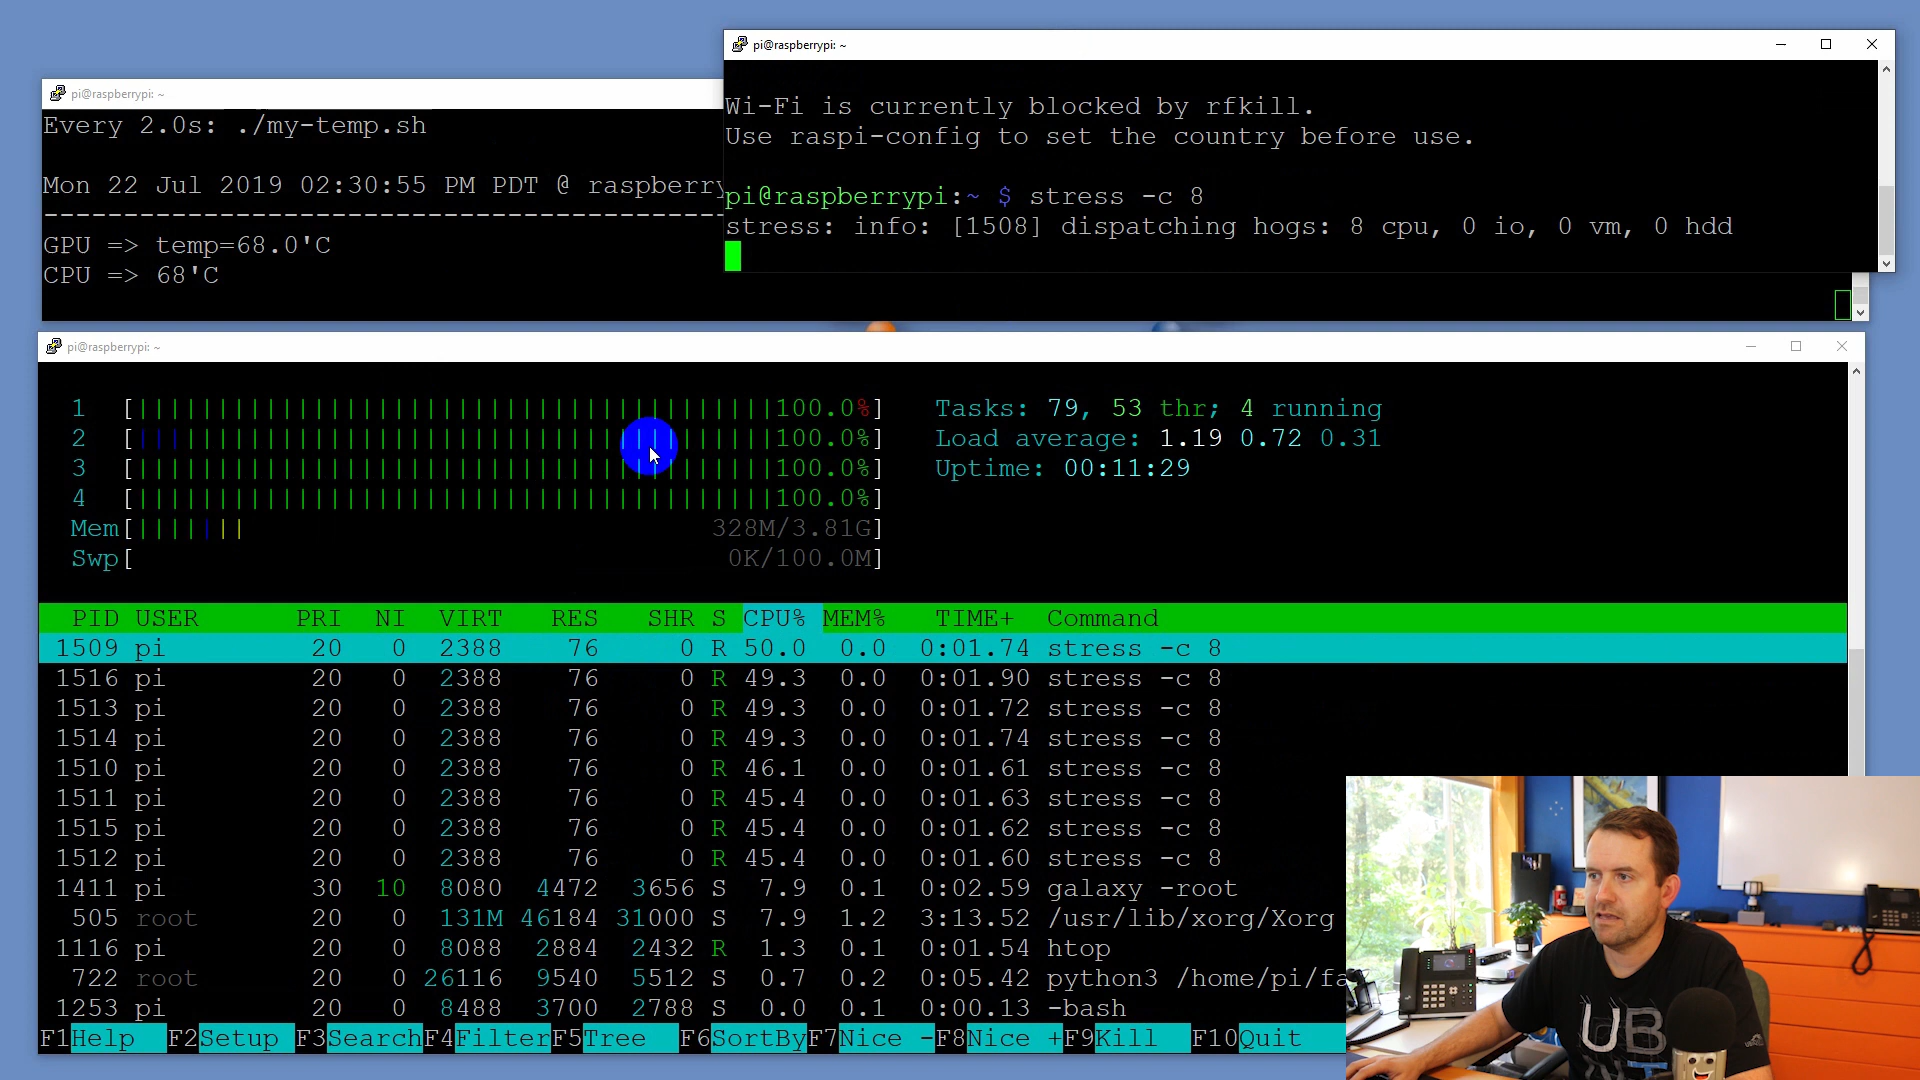 pi@raspberrypi: ~
Wi-Fi is currently blocked by rfkill.
Use raspi-config to set the country before use.
pi@raspberrypi:~ $ stress -c 8
stress: info: [1508] dispatching hogs: 8 cpu, 0 io, 0 vm, 0 hdd
pi@raspberrypi: ~
Every 2.0s: ./my-temp.sh
Mon 22 Jul 2019 02:30:55 PM PDT @ raspberry
GPU => temp=68.0'C
CPU => 68'C
pi@raspberrypi: ~
1 [100.0%] Tasks: 79, 53 thr; 4 running
2 [100.0%] Load average: 1.19 0.72 0.31
3 [100.0%] Uptime: 00:11:29
4 [100.0%]
Mem[328M/3.81G]
Swp[0K/100.0M]
PID USER PRI NI VIRT RES SHR S CPU% MEM% TIME+ Command
1509 pi 20 0 2388 76 0 R 50.0 0.0 0:01.74 stress -c 8
1516 pi 20 0 2388 76 0 R 49.3 0.0 0:01.90 stress -c 8
1513 pi 20 0 2388 76 0 R 49.3 0.0 0:01.72 stress -c 8
1514 pi 20 0 2388 76 0 R 49.3 0.0 0:01.74 stress -c 8
1510 pi 20 0 2388 76 0 R 46.1 0.0 0:01.61 stress -c 8
1511 pi 20 0 2388 76 0 R 45.4 0.0 0:01.63 stress -c 8
1515 pi 20 0 2388 76 0 R 45.4 0.0 0:01.62 stress -c 8
1512 pi 20 0 2388 76 0 R 45.4 0.0 0:01.60 stress -c 8
1411 pi 30 10 8080 4472 3656 S 7.9 0.1 0:02.59 galaxy -root
505 root 20 0 131M 46184 31000 S 7.9 1.2 3:13.52 /usr/lib/xorg/Xorg
1116 pi 20 0 8088 2884 2432 R 1.3 0.1 0:01.54 htop
722 root 20 0 26116 9540 5512 S 0.7 0.2 0:05.42 python3 /home/pi/fa
1253 pi 20 0 8488 3700 2788 S 0.0 0.1 0:00.13 -bash
F1Help F2Setup F3SearchF4FilterF5Tree F6SortByF7Nice -F8Nice +F9Kill F10Quit
UB